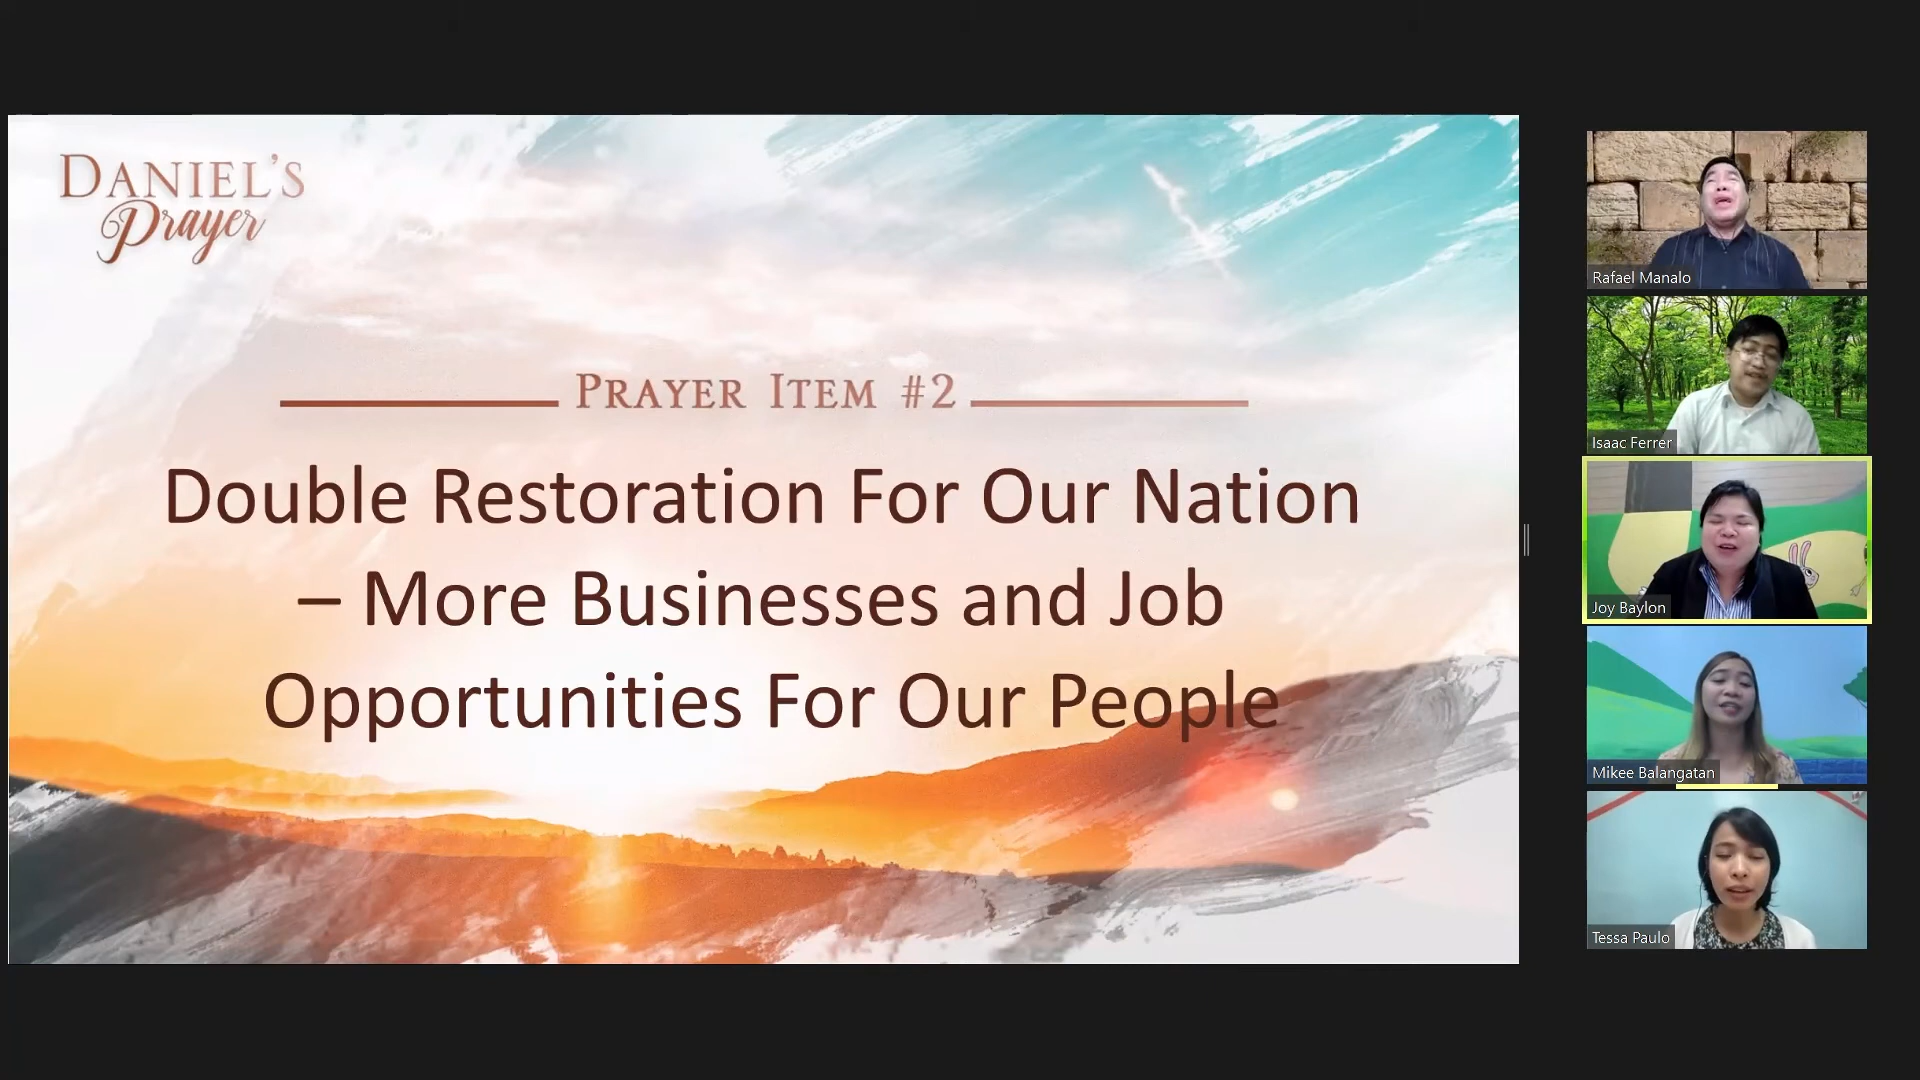 DANIEL'S
Prayer
PRAYER ITEM #2
Double Restoration For Our Nation
– More Businesses and Job
Opportunities For Our People
Rafael Manalo
Isaac Ferrer
Joy Baylon
Mikee Balangatan
Tessa Paulo